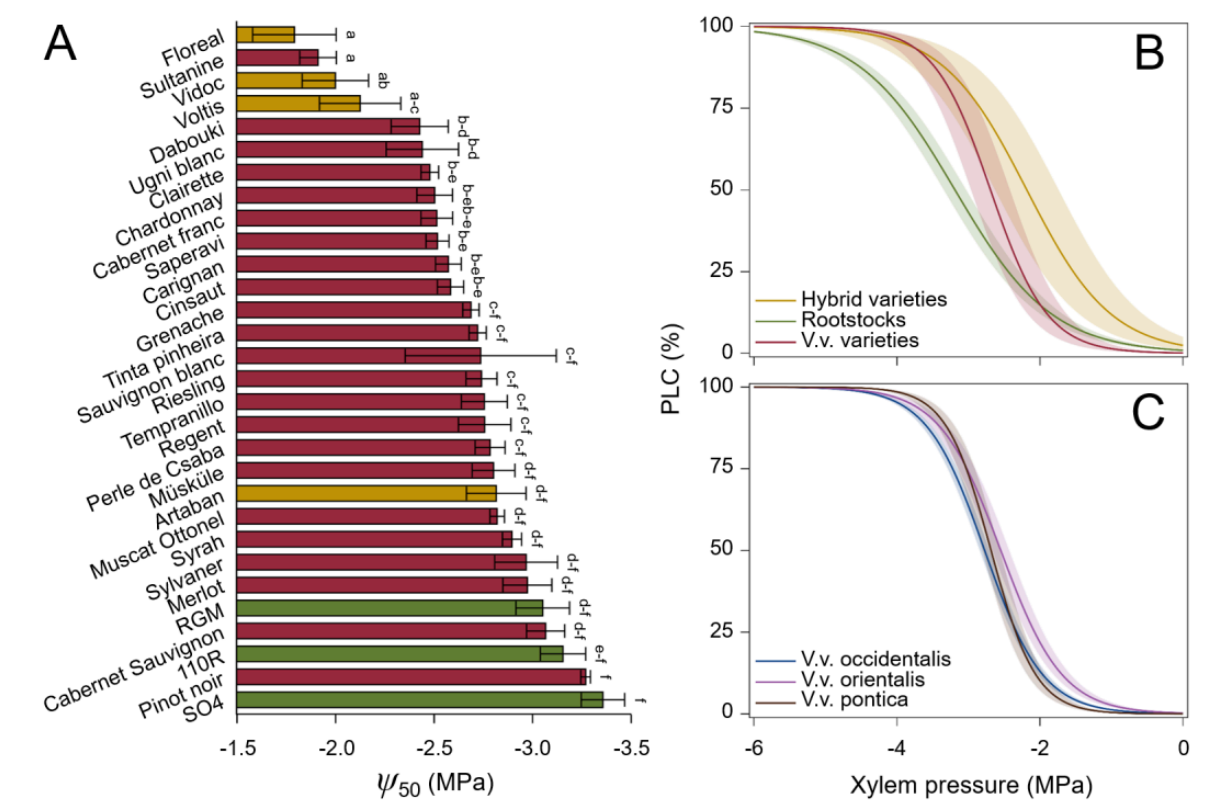 A
Floreal a
Sultanine a
Vidoc ab
Voltis a-c
Dabouki b-d
Ugni blanc b-d
Clairette b-e
Chardonnay b-e
Cabernet franc b-e
Saperavi b-e
Carignan b-e
Cinsaut b-e
Grenache c-f
Tinta pinheira c-f
Sauvignon blanc c-f
Riesling c-f
Tempranillo c-f
Regent c-f
Perle de Csaba c-f
Müsküle d-f
Artaban d-f
Muscat Ottonel d-f
Syrah d-f
Sylvaner d-f
Merlot d-f
RGM d-f
Cabernet Sauvignon d-f
110R e-f
Pinot noir f
SO4 f
-1.5 -2.0 -2.5 -3.0 -3.5
ψ50 (MPa)
B
100
75
50
25
0
Hybrid varieties
Rootstocks
V.v. varieties
PLC (%)
C
100
75
50
25
0
V.v. occidentalis
V.v. orientalis
V.v. pontica
-6 -4 -2 0
Xylem pressure (MPa)